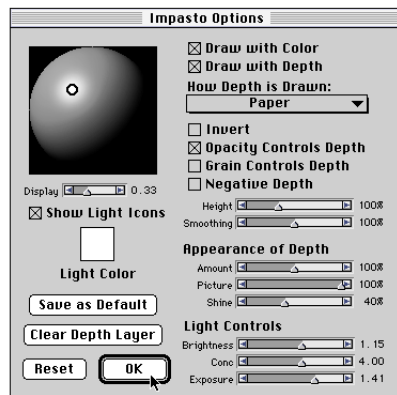 Impasto Options
Draw with Color
Draw with Depth
How Depth is Drawn:
Paper
Invert
Opacity Controls Depth
Grain Controls Depth
Negative Depth
Height 100%
Smoothing 100%
Display 0.33
Show Light Icons
Light Color
Save as Default
Clear Depth Layer
Reset
OK
Appearance of Depth
Amount 100%
Picture 100%
Shine 40%
Light Controls
Brightness 1.15
Conc 4.00
Exposure 1.41